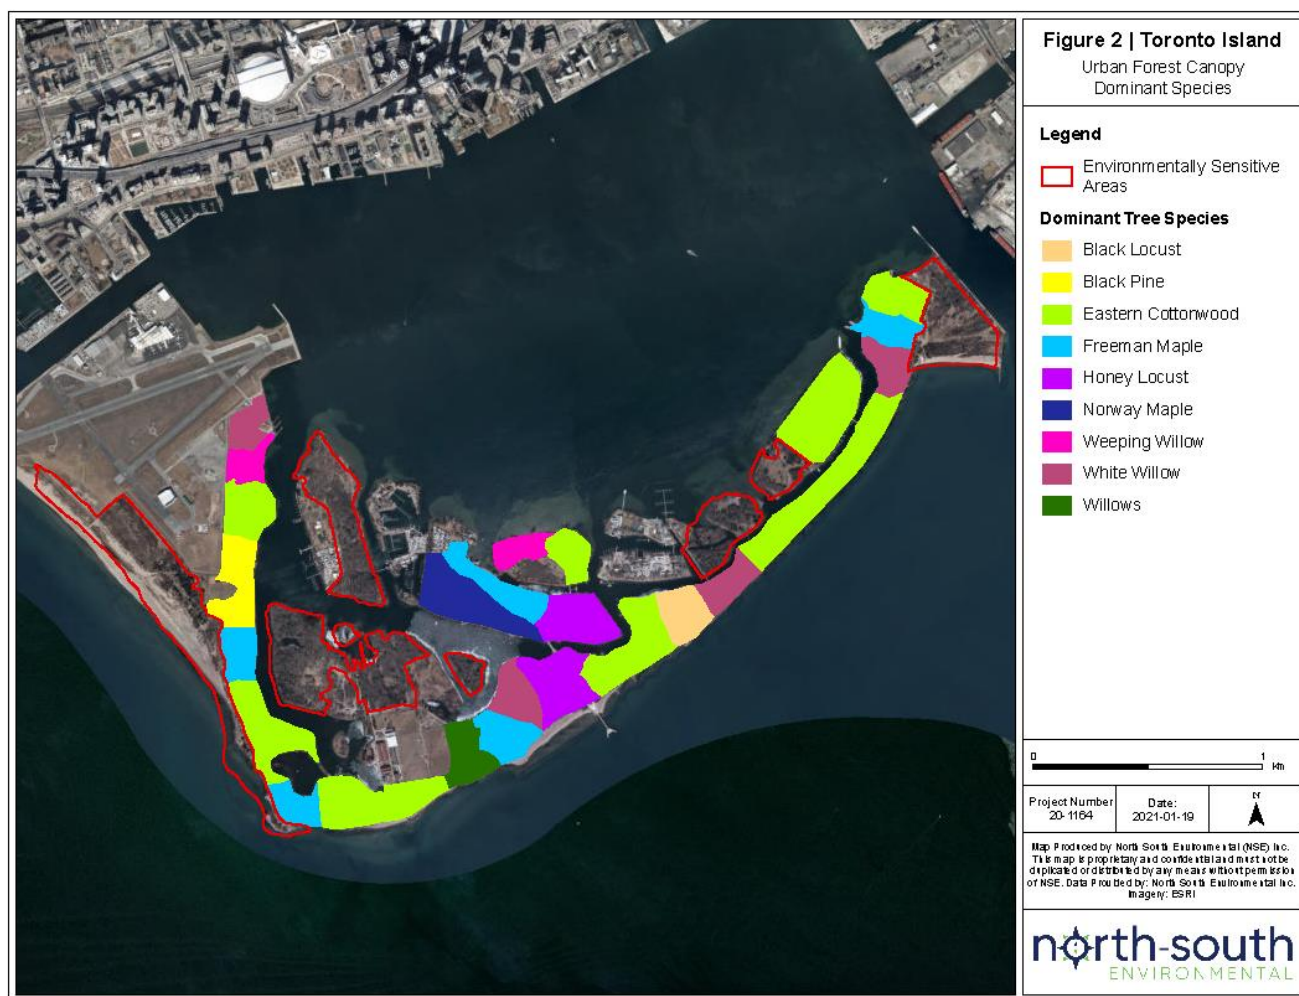 Figure 2 | Toronto Island
Urban Forest Canopy
Dominant Species
Legend
Environmentally Sensitive
Areas
Dominant Tree Species
Black Locust
Black Pine
Eastern Cottonwood
Freeman Maple
Honey Locust
Norway Maple
Weeping Willow
White Willow
Willows
0 1
km
Project Number
20-1164
Date:
2021-01-19
N
Map Produced by North South Environmental (NSE) Inc.
This map is proprietary and confidential and must not be
duplicated or distributed by any means without permission
of NSE. Data Provided by: North South Environmental Inc.
Imagery: ESRI
north-south
ENVIRONMENTAL